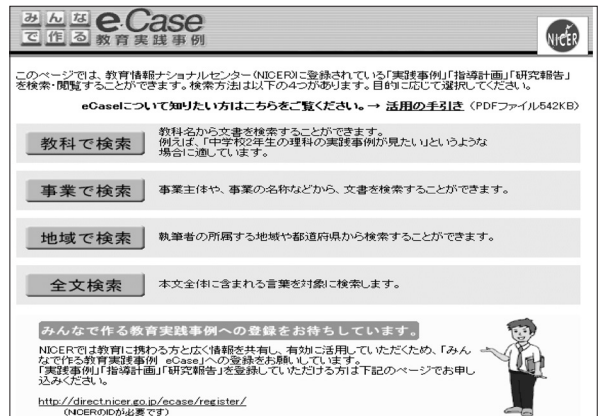 みんなで作る e-Case 教育実践事例
NICER
このページでは、教育情報ナショナルセンター(NICER)に登録されている「実践事例」「指導計画」「研究報告」
を検索・閲覧することができます。検索方法は以下の4つがあります。目的に応じて選択してください。
eCaseについて知りたい方はこちらをご覧ください。→ 活用の手引き (PDFファイル542KB)
教科で検索
教科名から文書を検索することができます。
例えば、「中学校2年生の理科の実践事例が見たい」というような
場合に適しています。
事業で検索
事業主体や、事業の名称などから、文書を検索することができます。
地域で検索
執筆者の所属する地域や都道府県から検索することができます。
全文検索
本文全体に含まれる言葉を対象に検索します。
みんなで作る教育実践事例への登録をお待ちしています。
NICERでは教育に携わる方と広く情報を共有し、有効に活用していただくため、「みん
なで作る教育実践事例 eCase」への登録をお願いしています。
「実践事例」「指導計画」「研究報告」を登録していただける方は下記のページでお申し
込みください。
http://direct.nicer.go.jp/ecase/register/
(NICERのIDが必要です)